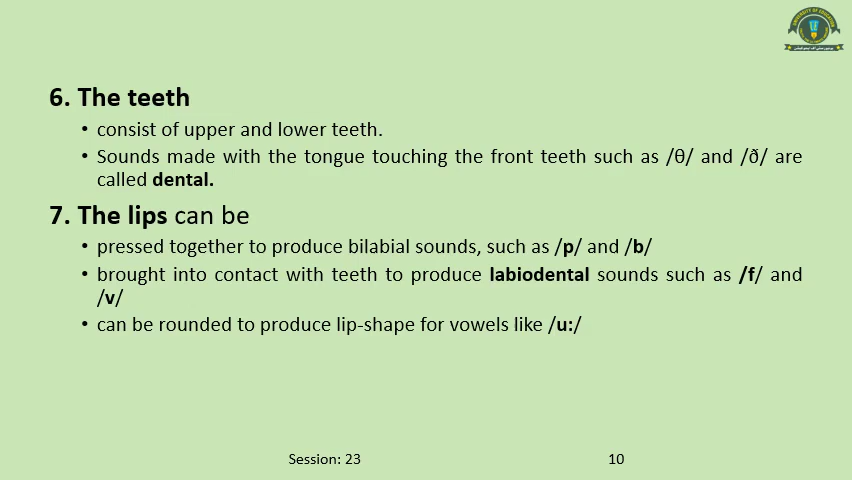 UNIVERSITY OF EDUCATION
6. The teeth
• consist of upper and lower teeth.
• Sounds made with the tongue touching the front teeth such as /θ/ and /ð/ are
called dental.
7. The lips can be
• pressed together to produce bilabial sounds, such as /p/ and /b/
• brought into contact with teeth to produce labiodental sounds such as /f/ and
/v/
• can be rounded to produce lip-shape for vowels like /u:/
Session: 23
10